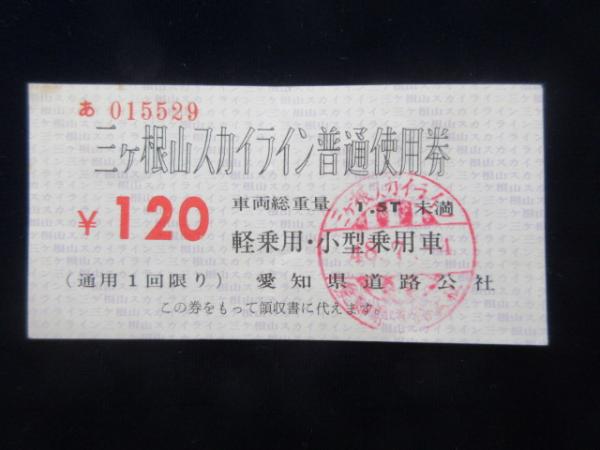 あ 015529
三ヶ根山スカイライン普通使用券
¥120
車両総重量 1.5T 未満
軽乗用・小型乗用車
(通用1回限り) 愛知県道路公社
この券をもって領収書に代えます。